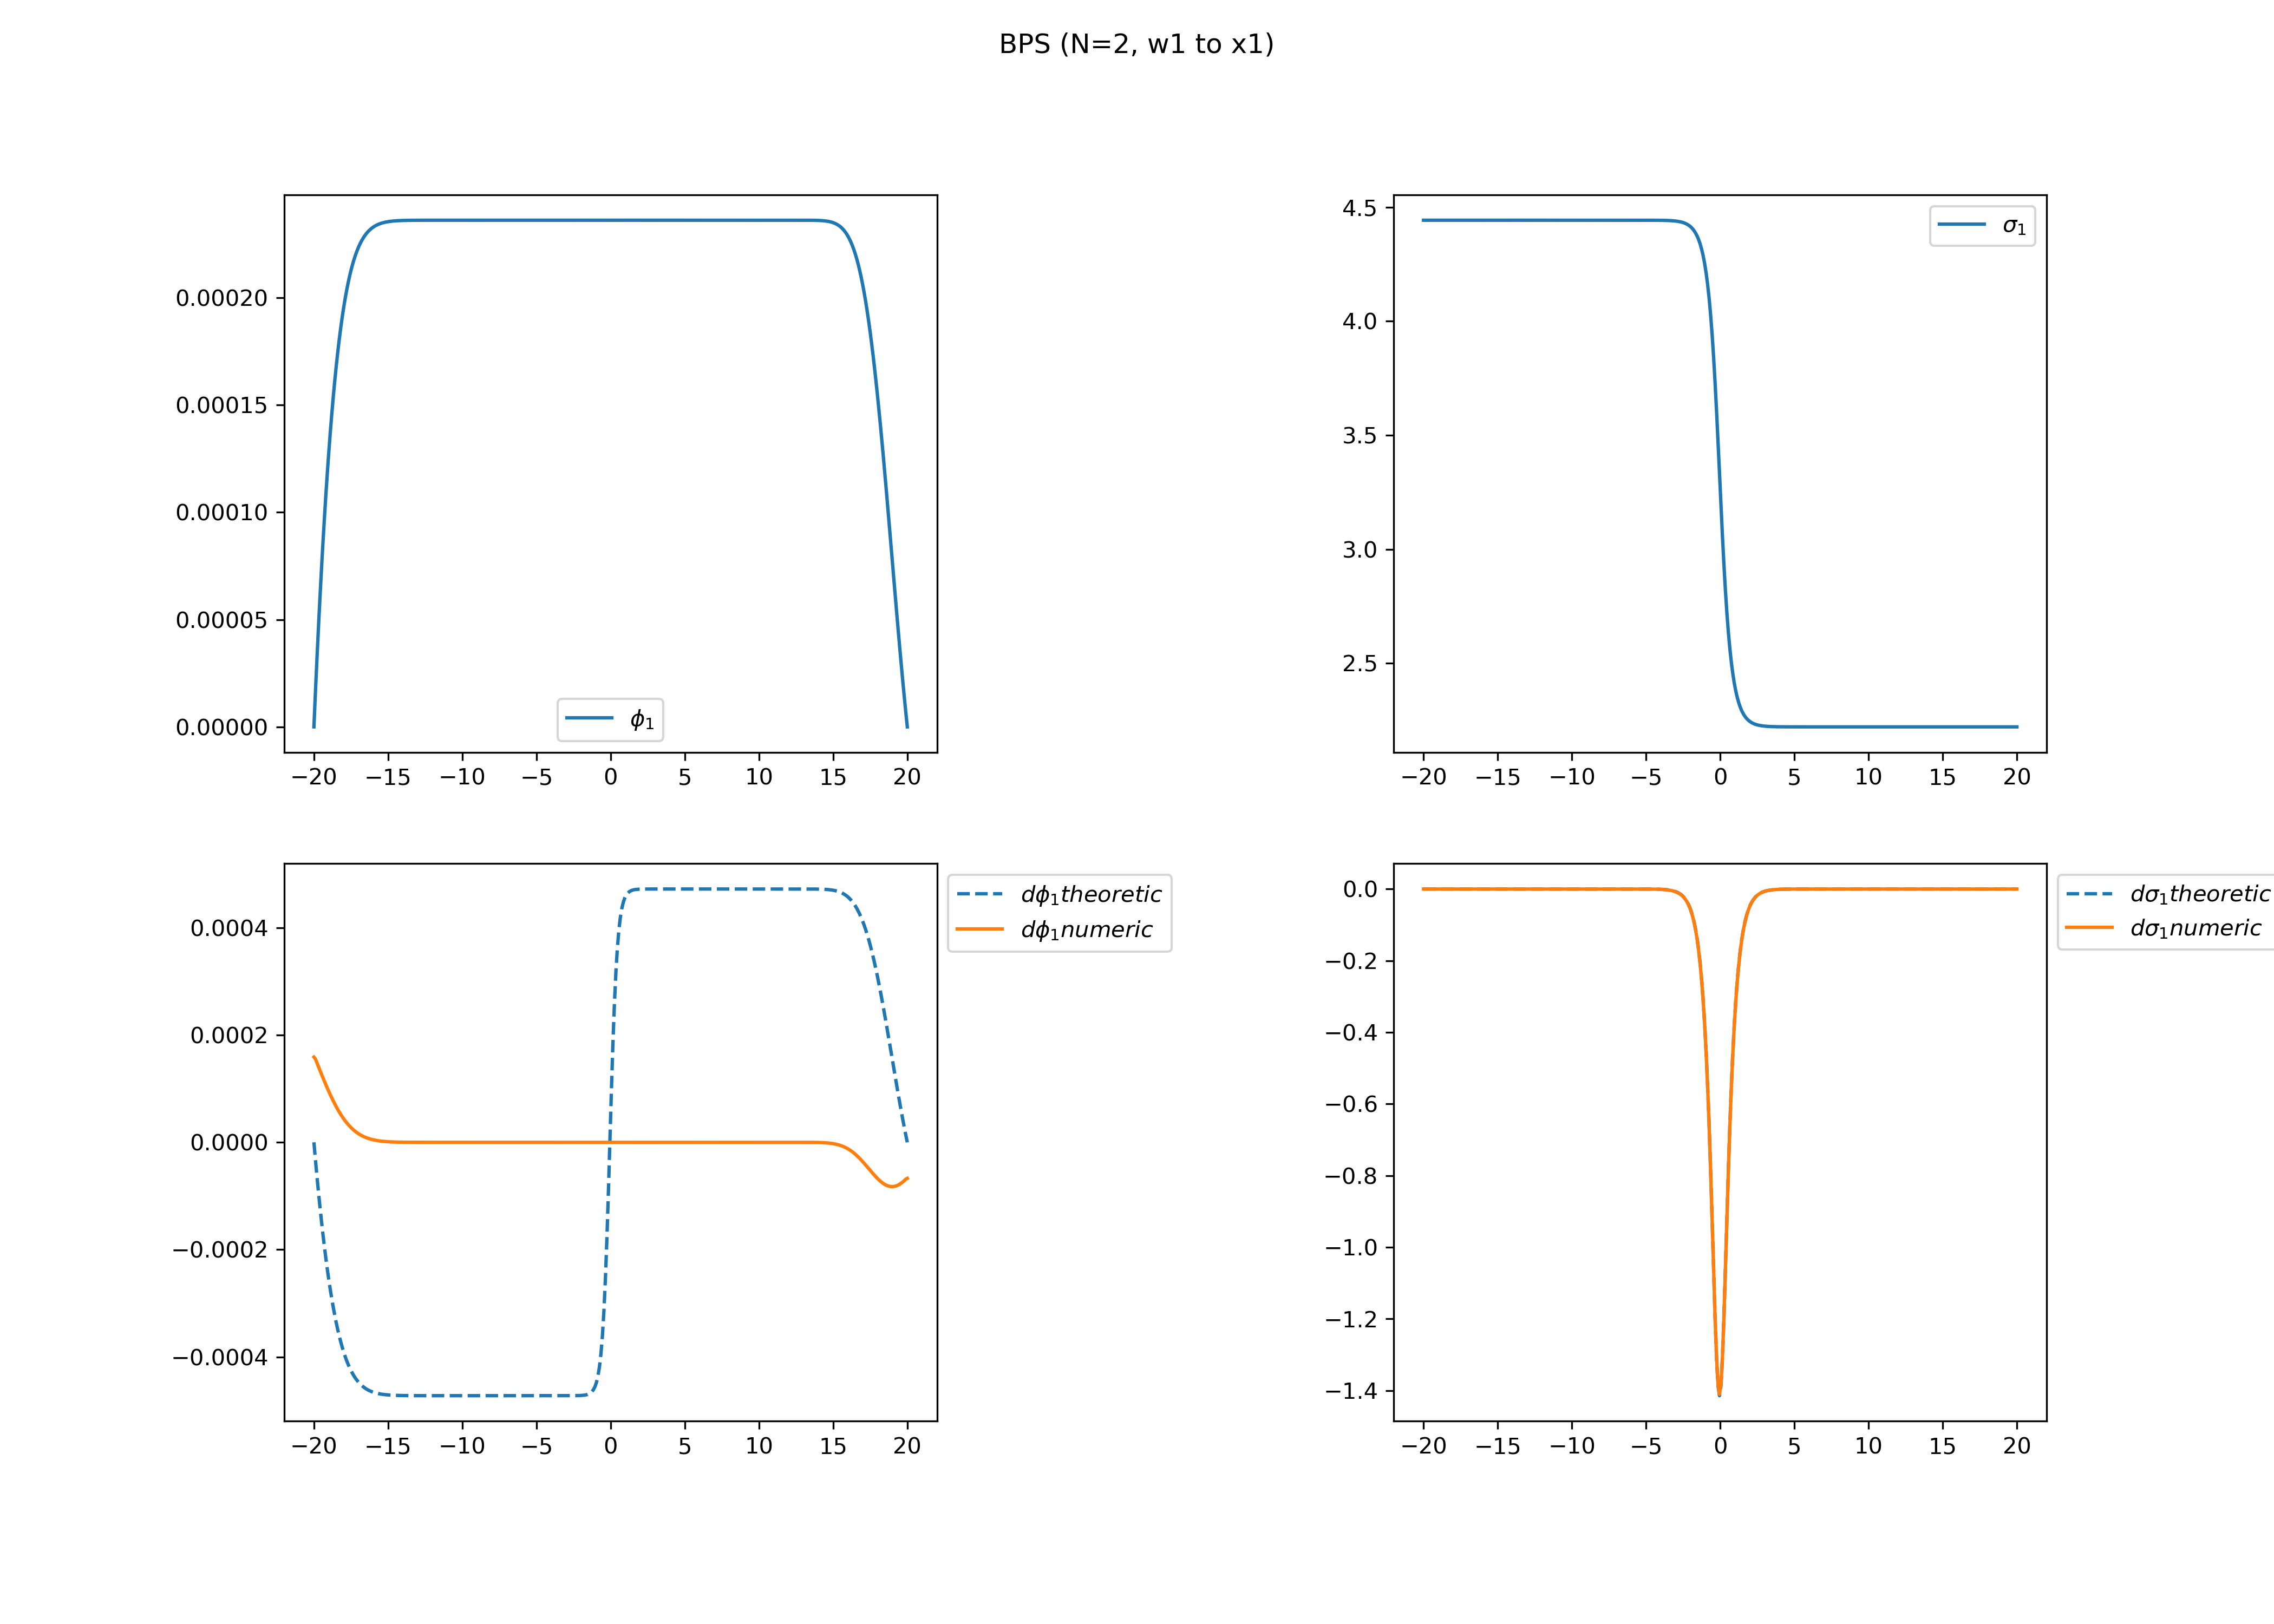 BPS (N=2, w1 to x1)
0.00020
0.00015
0.00010
0.00005
0.00000
ϕ₁
−20 −15 −10 −5 0 5 10 15 20
4.5
4.0
3.5
3.0
2.5
σ₁
−20 −15 −10 −5 0 5 10 15 20
0.0004
0.0002
0.0000
−0.0002
−0.0004
dϕ₁theoretic
dϕ₁numeric
−20 −15 −10 −5 0 5 10 15 20
0.0
−0.2
−0.4
−0.6
−0.8
−1.0
−1.2
−1.4
dσ₁theoretic
dσ₁numeric
−20 −15 −10 −5 0 5 10 15 20